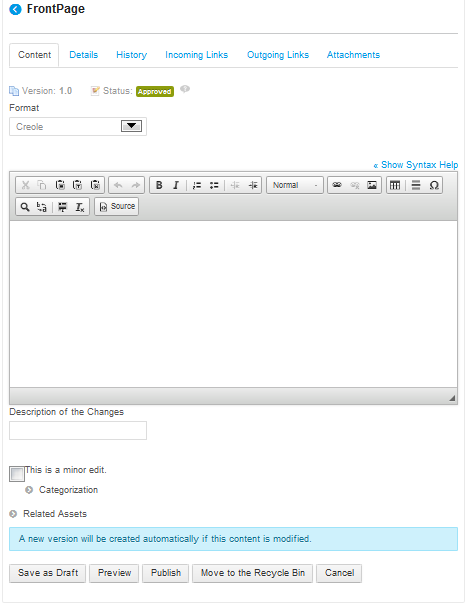 FrontPage
Content Details History Incoming Links Outgoing Links Attachments
Version: 1.0 Status: Approved
Format
Creole
« Show Syntax Help
B I Normal Ω
Source
Description of the Changes
This is a minor edit.
Categorization
Related Assets
A new version will be created automatically if this content is modified.
Save as Draft Preview Publish Move to the Recycle Bin Cancel